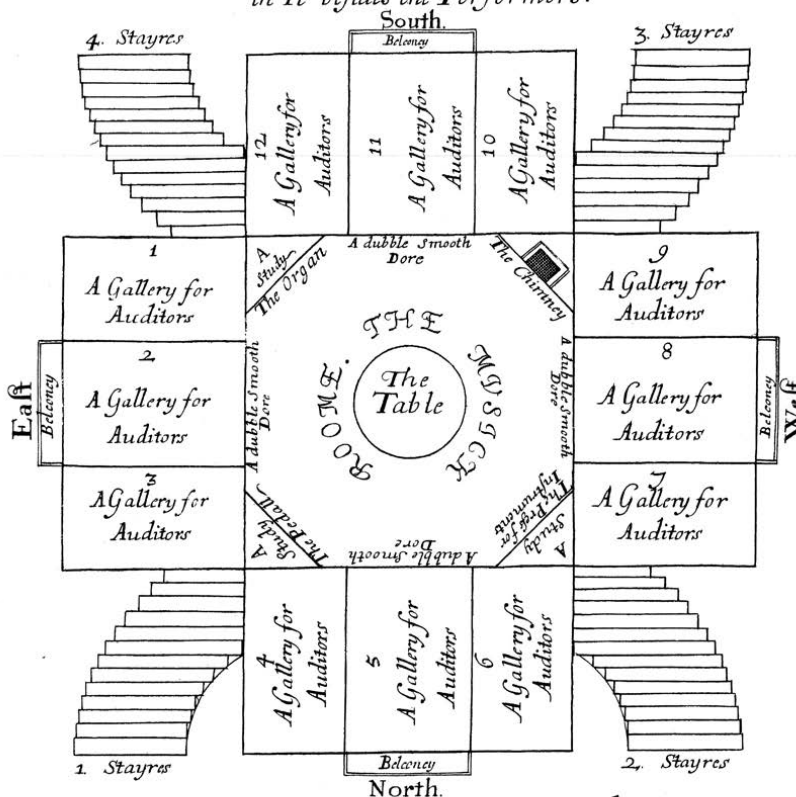 in It
Performers.
South.
4. Stayres
Belconey
3. Stayres
12
A Gallery for
Auditors
11
A Gallery for
Auditors
10
A Gallery for
Auditors
1
A Gallery for
Auditors
A
Study
The Organ
A dubble Smooth
Dore
The Chimney
9
A Gallery for
Auditors
East
Belconey
2
A Gallery for
Auditors
A dubble Smooth
Dore
THE MUSICK ROOME.
The
Table
A dubble Smooth
Dore
8
A Gallery for
Auditors
Belconey
West
3
A Gallery for
Auditors
A
Study
The Pedall
A dubble Smooth
Dore
The Press for
Instruments
A
Study
7
A Gallery for
Auditors
4
A Gallery for
Auditors
5
A Gallery for
Auditors
6
A Gallery for
Auditors
1. Stayres
Belconey
2. Stayres
North.